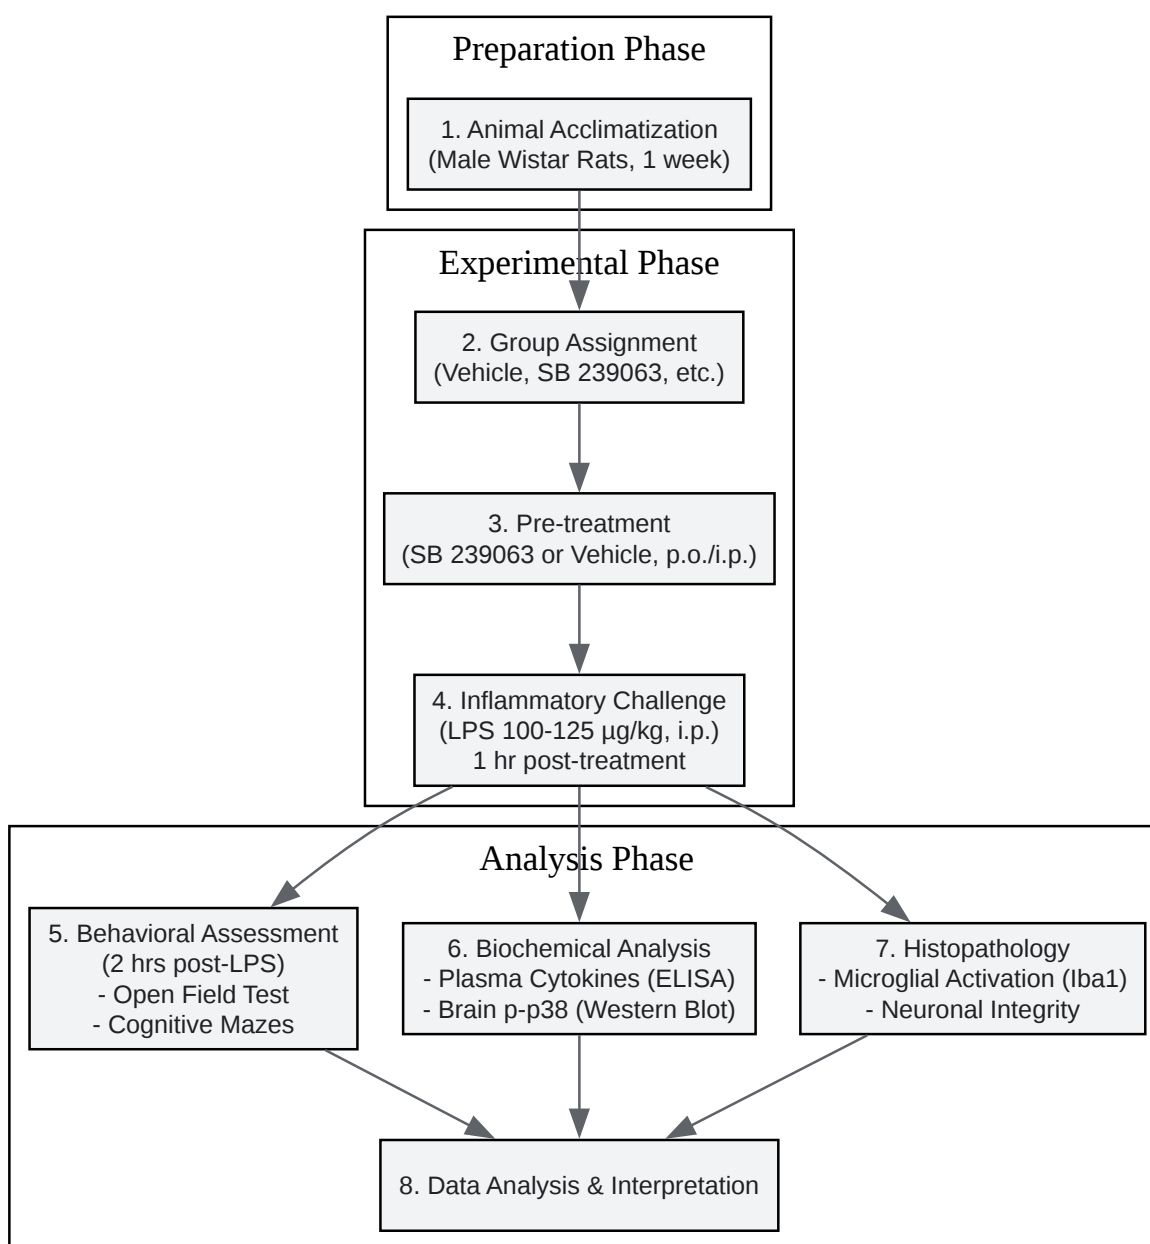 Preparation Phase
1. Animal Acclimatization
(Male Wistar Rats, 1 week)
Experimental Phase
2. Group Assignment
(Vehicle, SB 239063, etc.)
3. Pre-treatment
(SB 239063 or Vehicle, p.o./i.p.)
4. Inflammatory Challenge
(LPS 100-125 µg/kg, i.p.)
1 hr post-treatment
Analysis Phase
5. Behavioral Assessment
(2 hrs post-LPS)
- Open Field Test
- Cognitive Mazes
6. Biochemical Analysis
- Plasma Cytokines (ELISA)
- Brain p-p38 (Western Blot)
7. Histopathology
- Microglial Activation (Iba1)
- Neuronal Integrity
8. Data Analysis & Interpretation